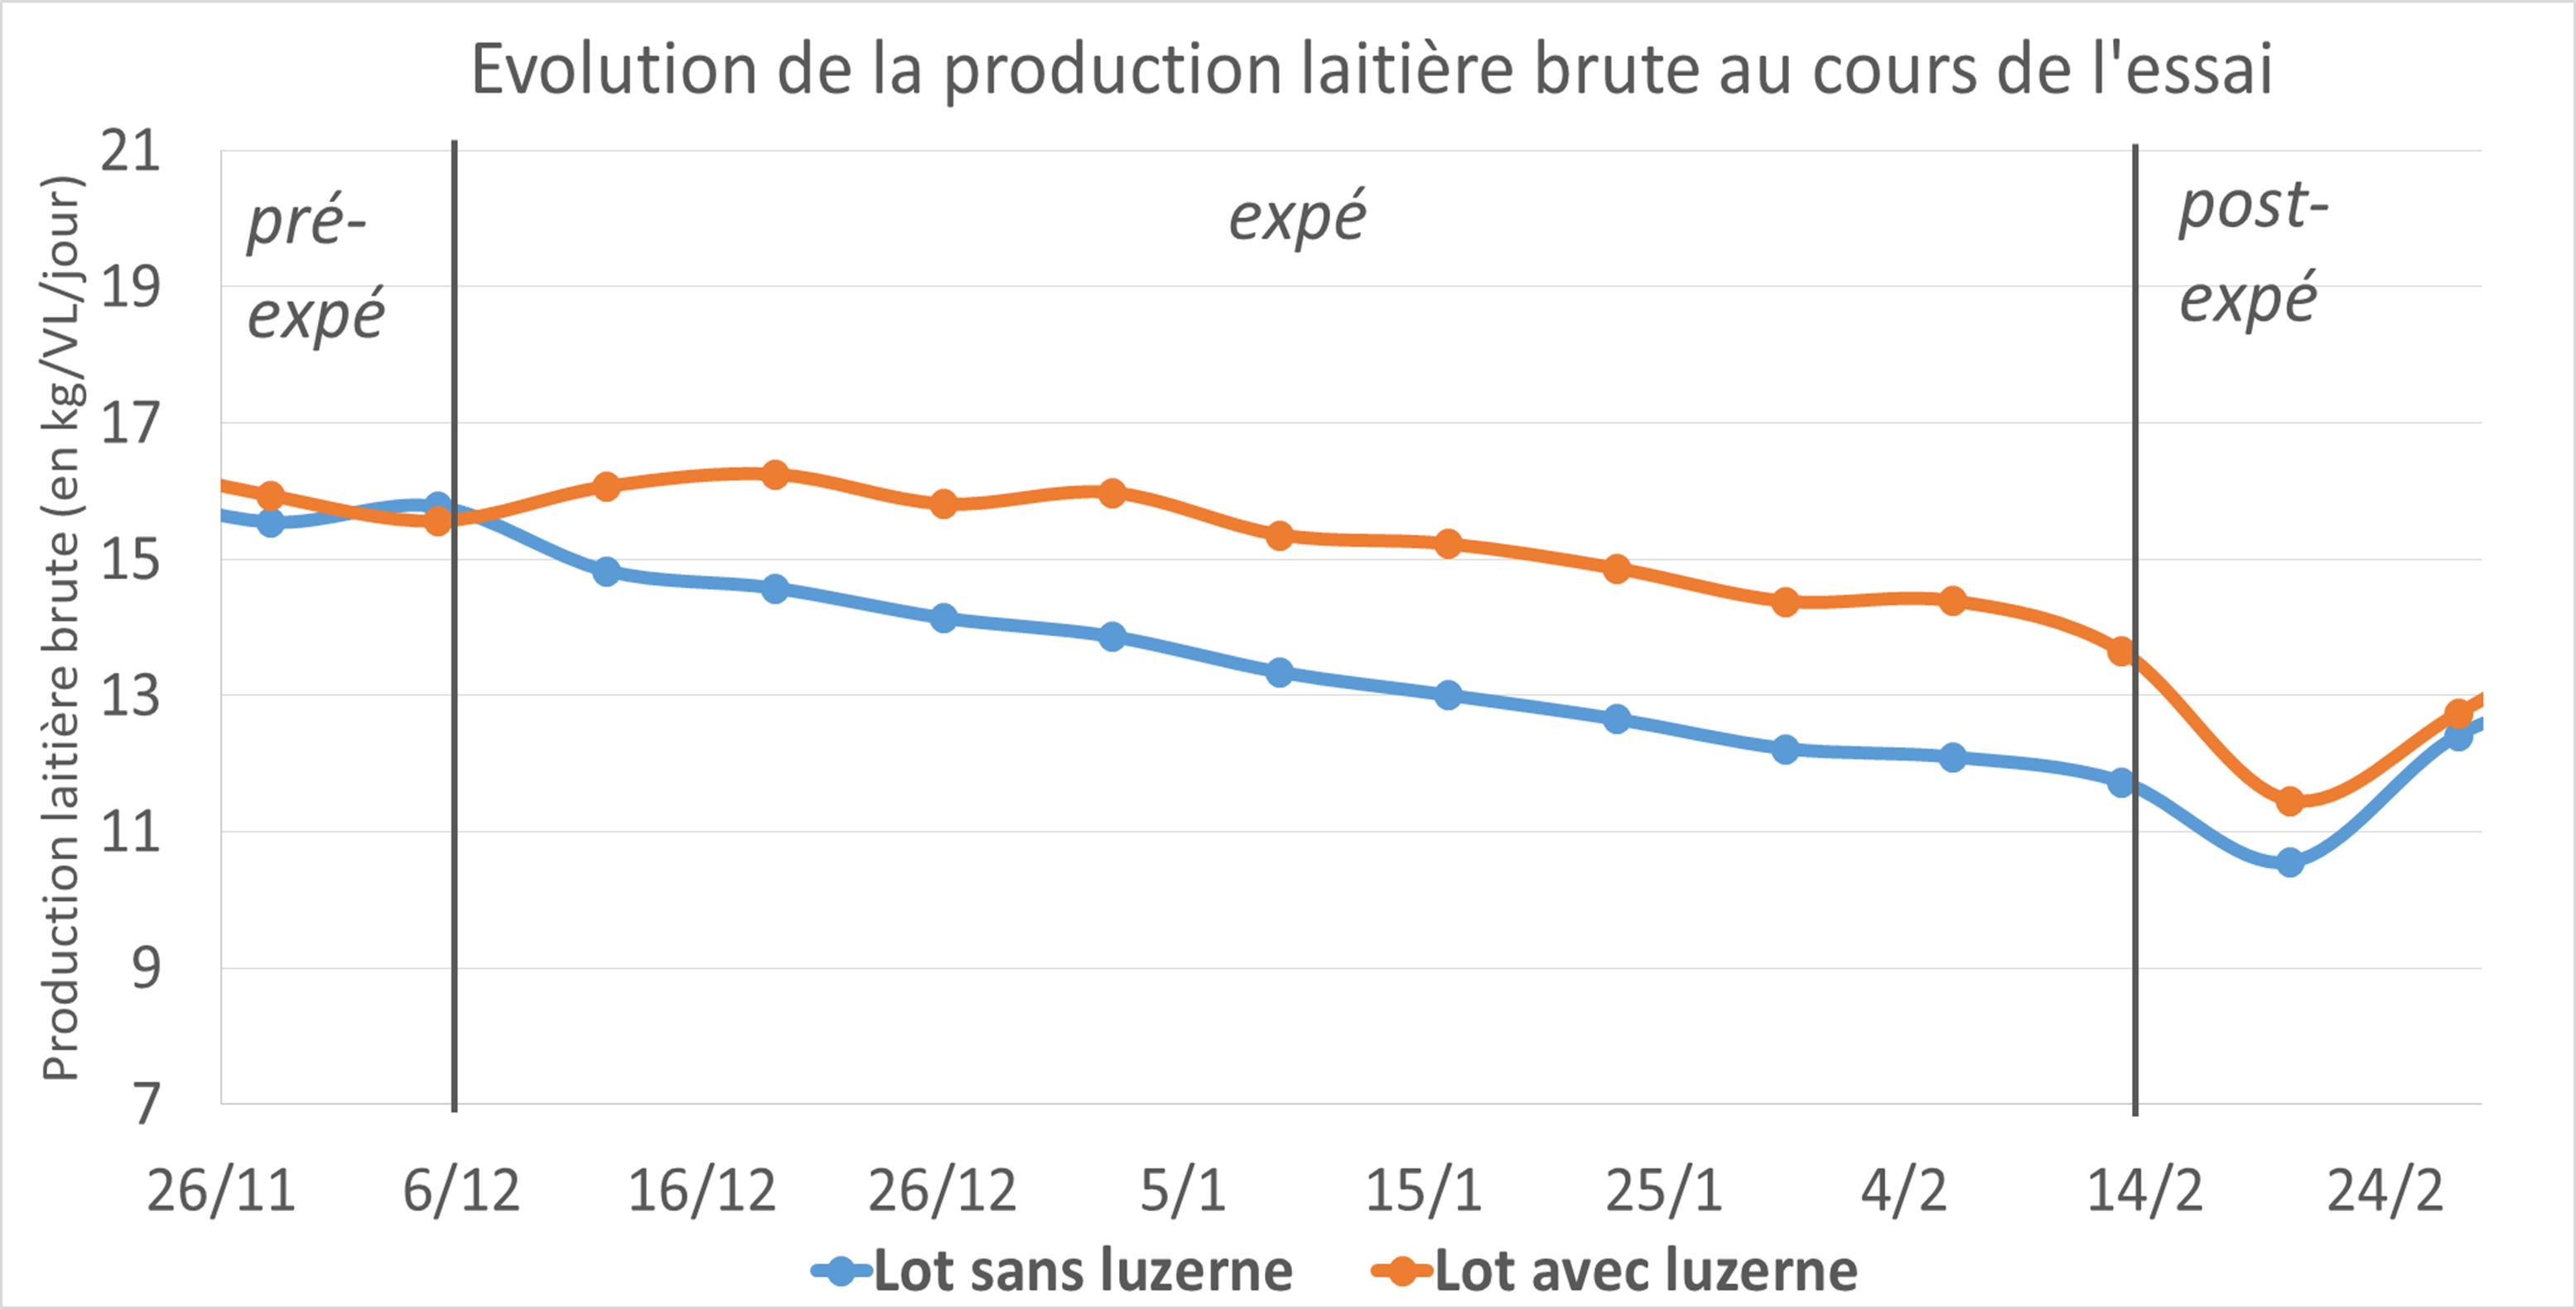 Evolution de la production laitière brute au cours de l'essai
Production laitière brute (en kg/VL/jour)
21
19
17
15
13
11
9
7
pré-
expé
expé
post-
expé
26/11 6/12 16/12 26/12 5/1 15/1 25/1 4/2 14/2 24/2
Lot sans luzerne Lot avec luzerne